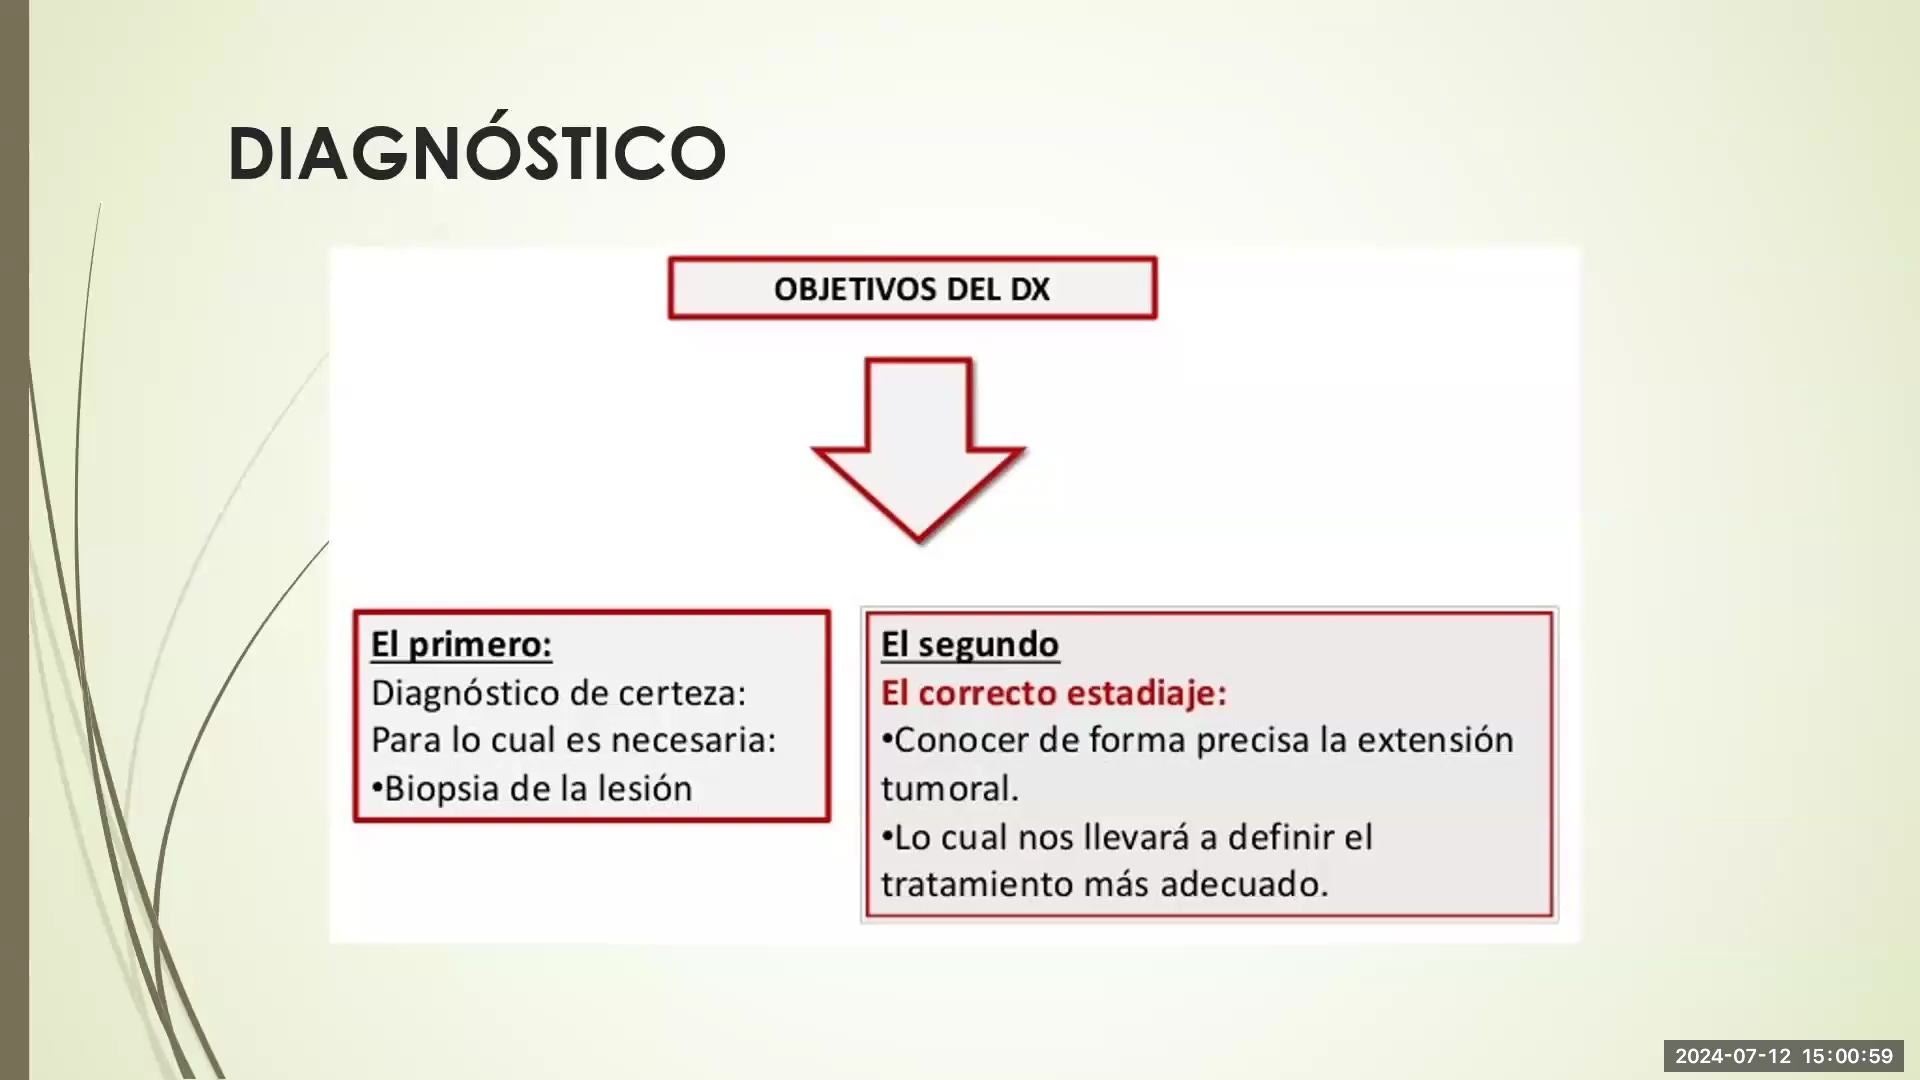 DIAGNÓSTICO
OBJETIVOS DEL DX
El primero:
Diagnóstico de certeza:
Para lo cual es necesaria:
•Biopsia de la lesión
El segundo
El correcto estadiaje:
•Conocer de forma precisa la extensión
tumoral.
•Lo cual nos llevará a definir el
tratamiento más adecuado.
2024-07-12 15:00:59